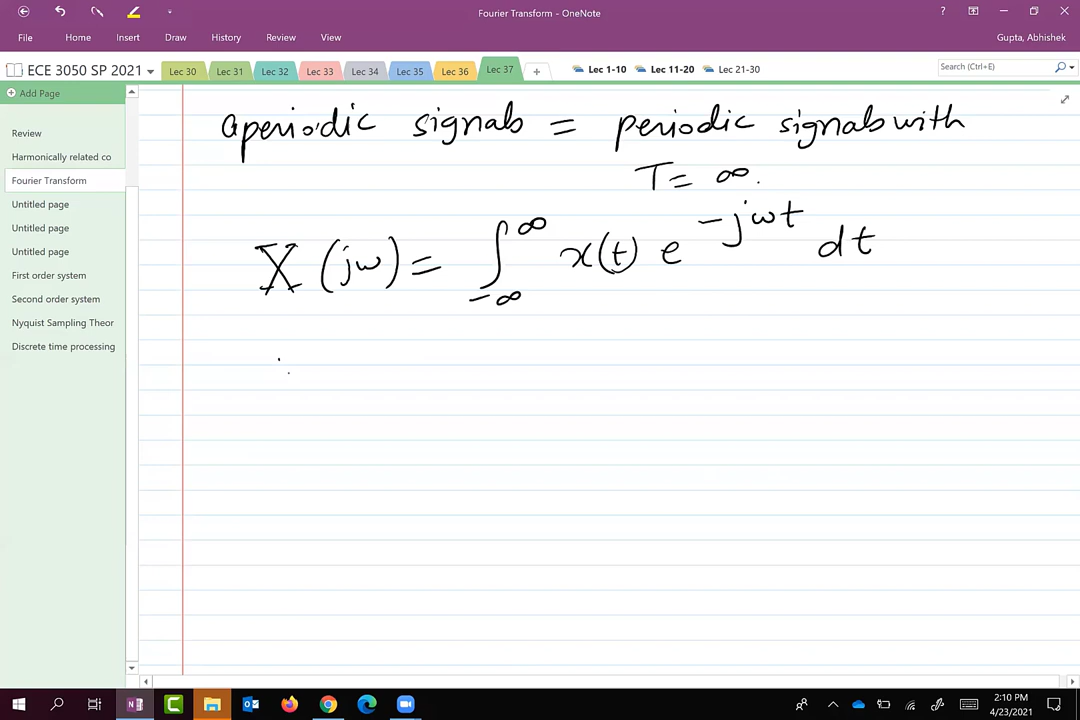 Fourier Transform - OneNote
?
File Home Insert Draw History Review View
Gupta, Abhishek
ECE 3050 SP 2021
Lec 30 Lec 31 Lec 32 Lec 33 Lec 34 Lec 35 Lec 36 Lec 37 + Lec 1-10 Lec 11-20 Lec 21-30
Search (Ctrl+E)
Add Page
Review
Harmonically related co
Fourier Transform
Untitled page
Untitled page
Untitled page
First order system
Second order system
Nyquist Sampling Theor
Discrete time processing
aperiodic signals = periodic signals with
T = ∞.
X (jω) = ∫_{-∞}^{∞} x(t) e^{-jωt} dt
2:10 PM
4/23/2021